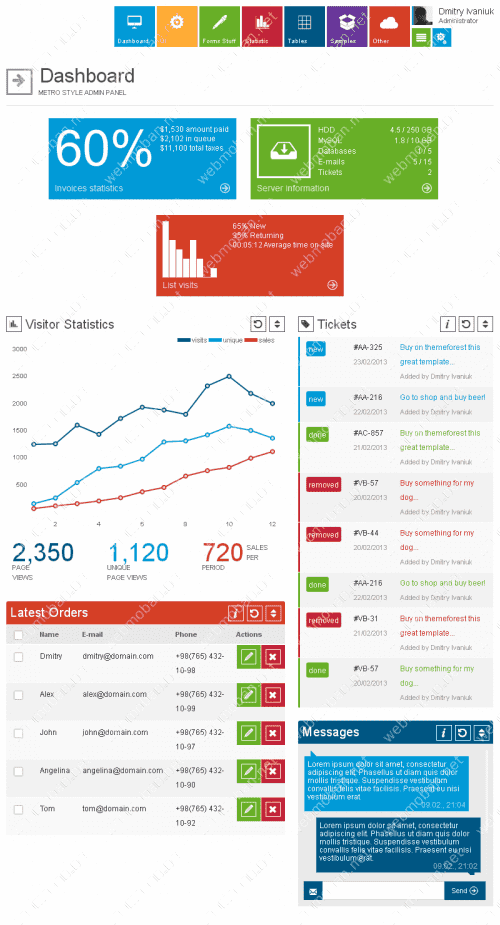 Dashboard
Forms Stuff
Statistic
Tables
Samples
Other
Dmitry Ivaniuk
Administrator
Dashboard
METRO STYLE ADMIN PANEL
60%
$1,530 amount paid
$2,102 in queue
$11,100 total taxes
Invoices statistics
HDD 4.5 / 250 GB
MySQL 1.8 / 10 GB
Databases 1 / 5
E-mails 5 / 15
Tickets 2
Server information
65% New
35% Returning
00:05:12 Average time on site
List visits
Visitor Statistics
visits unique sales
3000
2500
2000
1500
1000
500
2 4 6 8 10 12
2,350 PAGE VIEWS
1,120 UNIQUE PAGE VIEWS
720 SALES PER PERIOD
Latest Orders
Name E-mail Phone Actions
Dmitry dmitry@domain.com +98(765) 432-
10-98
Alex alex@domain.com +98(765) 432-
10-99
John john@domain.com +98(765) 432-
10-97
Angelina angelina@domain.com +98(765) 432-
10-90
Tom tom@domain.com +98(765) 432-
10-92
Tickets
new #AA-325 Buy on themeforest this
23/02/2013 great template...
Added by Dmitry Ivaniuk
new #AA-216 Go to shop and buy beer!
22/02/2013 Added by Dmitry Ivaniuk
done #AC-857 Buy on themeforest this
21/02/2013 great template...
Added by Dmitry Ivaniuk
removed #VB-57 Buy something for my
20/02/2013 dog...
Added by Dmitry Ivaniuk
removed #VB-44 Buy something for my
20/02/2013 dog...
Added by Dmitry Ivaniuk
done #AA-216 Go to shop and buy beer!
22/02/2013 Added by Dmitry Ivaniuk
removed #VB-31 Buy on themeforest this
21/02/2013 great template...
Added by Dmitry Ivaniuk
done #VB-57 Buy something for my
20/02/2013 dog...
Added by Dmitry Ivaniuk
Messages
Lorem ipsum dolor sit amet, consectetur
adipiscing elit. Phasellus ut diam quis dolor
mollis tristique. Suspendisse vestibulum
convallis felis vitae facilisis. Praesent eu nisi
vestibulum erat.
09.02., 21:04
Lorem ipsum dolor sit amet, consectetur
adipiscing elit. Phasellus ut diam quis dolor
mollis tristique. Suspendisse vestibulum
convallis felis vitae facilisis. Praesent eu nisi
vestibulum erat.
09.02., 21:04
Send
webmoban.net